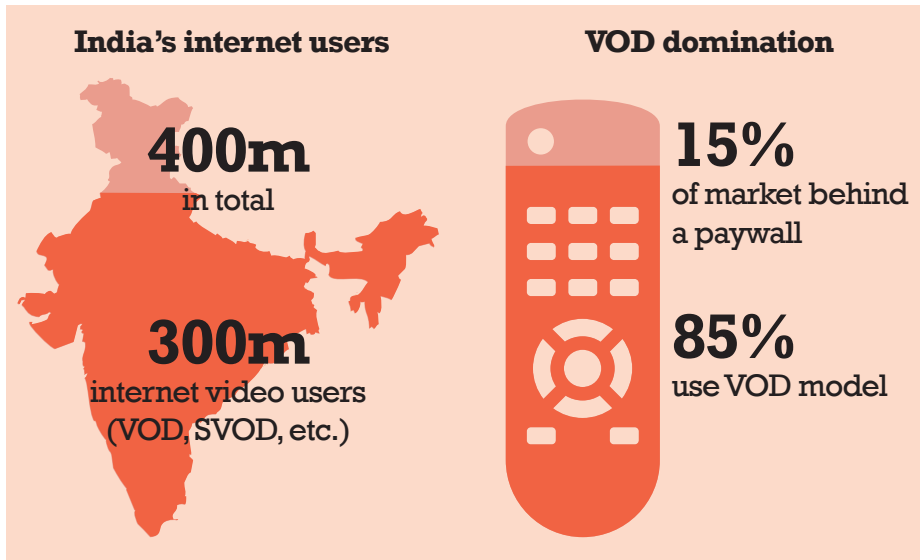 India's internet users
400m
in total
300m
internet video users
(VOD, SVOD, etc.)
VOD domination
15%
of market behind
a paywall
85%
use VOD model